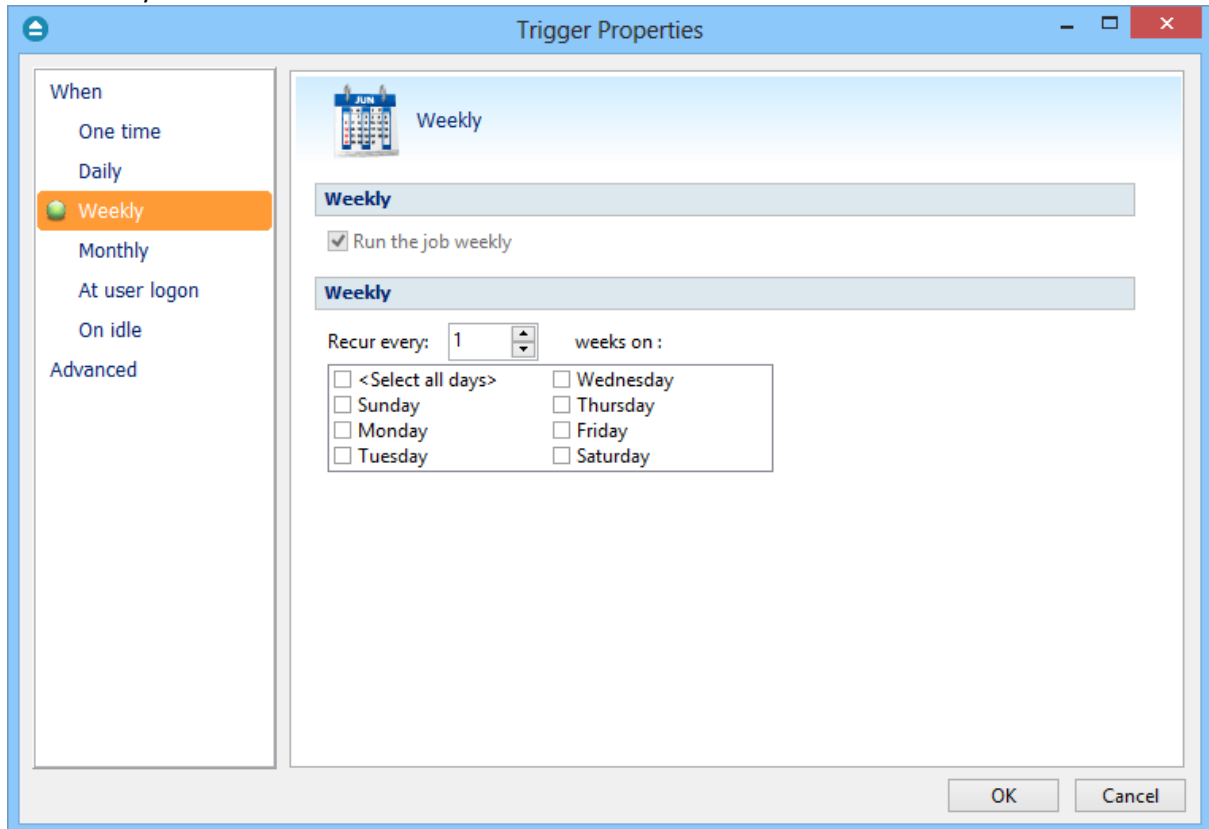 Trigger Properties
When
One time
Daily
Weekly
Monthly
At user logon
On idle
Advanced
JUN
Weekly
Weekly
Run the job weekly
Weekly
Recur every: 1 weeks on :
<Select all days> Wednesday
Sunday Thursday
Monday Friday
Tuesday Saturday
OK Cancel